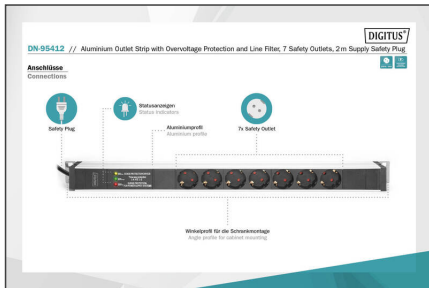 DIGITUS®
DN-95412 // Aluminium Outlet Strip with Overvoltage Protection and Line Filter, 7 Safety Outlets, 2 m Supply Safety Plug
Anschlüsse
Connections
Safety Plug
Statusanzeigen
Status indicators
Aluminiumprofil
Aluminium profile
7x Safety Outlet
Winkelprofil für die Schrankmontage
Angle profile for cabinet mounting